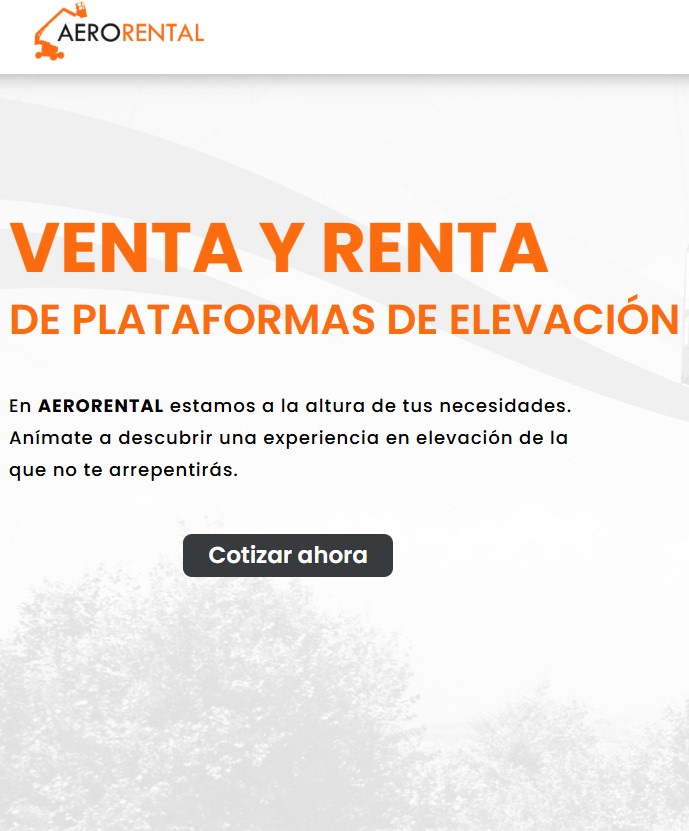 AERORENTAL
VENTA Y RENTA
DE PLATAFORMAS DE ELEVACIÓN
En AERORENTAL estamos a la altura de tus necesidades.
Anímate a descubrir una experiencia en elevación de la
que no te arrepentirás.
Cotizar ahora